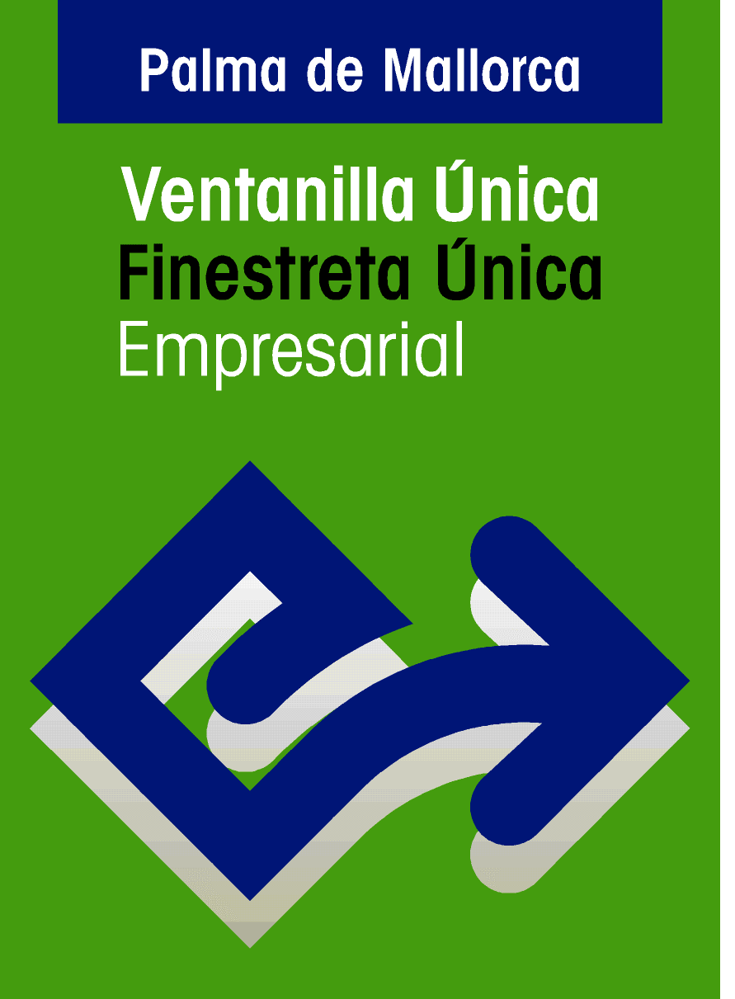 Palma de Mallorca
Ventanilla Única
Finestreta Única
Empresarial